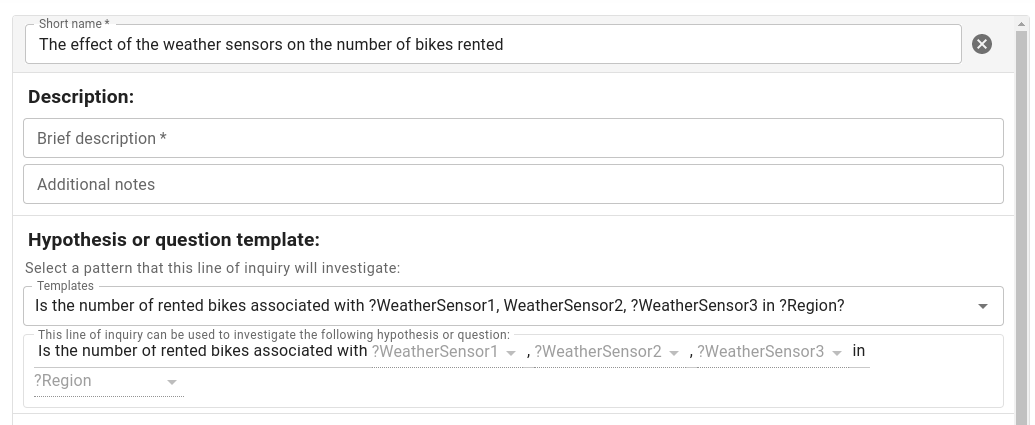 Short name *
The effect of the weather sensors on the number of bikes rented
Description:
Brief description *
Additional notes
Hypothesis or question template:
Select a pattern that this line of inquiry will investigate:
Templates
Is the number of rented bikes associated with ?WeatherSensor1, WeatherSensor2, ?WeatherSensor3 in ?Region?
This line of inquiry can be used to investigate the following hypothesis or question:
Is the number of rented bikes associated with ?WeatherSensor1 , ?WeatherSensor2 , ?WeatherSensor3 in
?Region